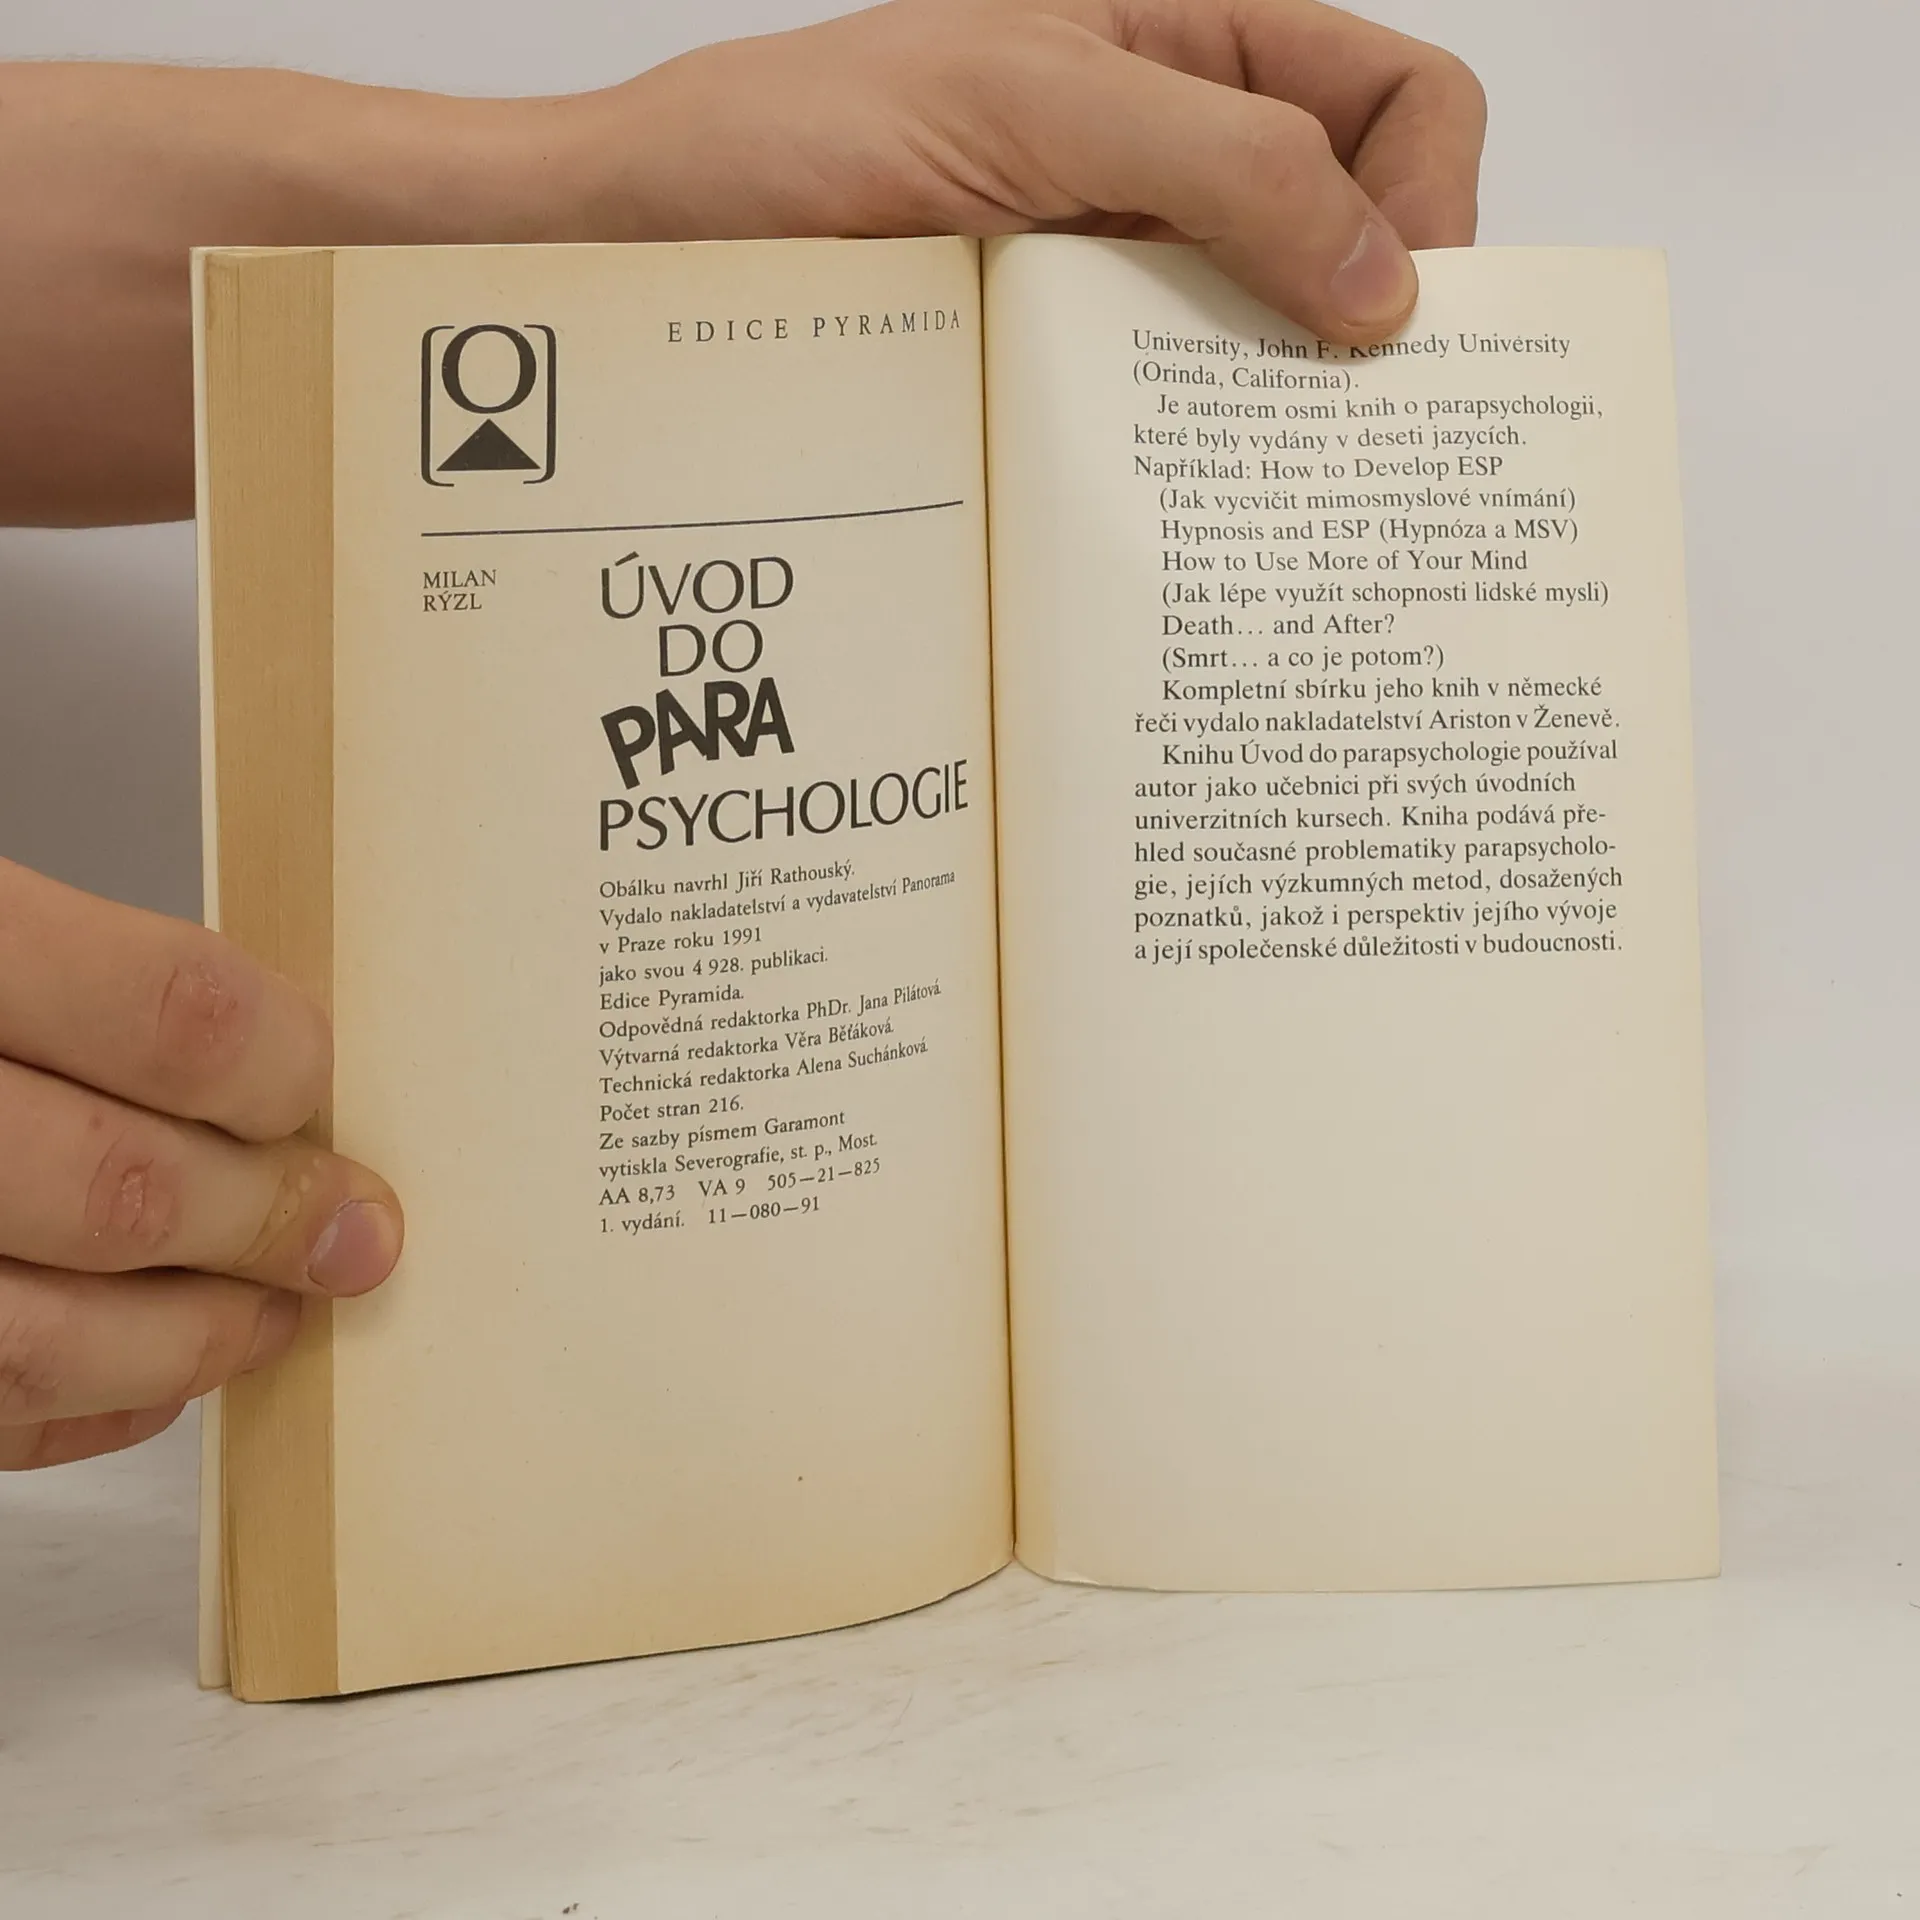 EDICE PYRAMIDA
MILAN
RÝZL
ÚVOD
DO
PARA
PSYCHOLOGIE
Obálku navrhl Jiří Rathouský.
Vydalo nakladatelství a vydavatelství Panorama
v Praze roku 1991
jako svou 4 928. publikaci.
Edice Pyramida.
Odpovědná redaktorka PhDr. Jana Pilátová
Výtvarná redaktorka Věra Běťáková.
Technická redaktorka Alena Suchánková
Počet stran 216.
Ze sazby písmem Garamont
vytiskla Severografie, st. p., Most.
AA 8,73 VA 9 505—21—825
1. vydání. 11—080—91
University, John F. Kennedy University
(Orinda, California).
Je autorem osmi knih o parapsychologii,
které byly vydány v deseti jazycích.
Například: How to Develop ESP
(Jak vycvičit mimosmyslové vnímání)
Hypnosis and ESP (Hypnóza a MSV)
How to Use More of Your Mind
(Jak lépe využít schopnosti lidské mysli)
Death... and After?
(Smrt... a co je potom?)
Kompletní sbírku jeho knih v německé
řeči vydalo nakladatelství Ariston v Ženevě.
Knihu Úvod do parapsychologie používal
autor jako učebnici při svých úvodních
univerzitních kursech. Kniha podává pře-
hled současné problematiky parapsycholo-
gie, jejích výzkumných metod, dosažených
poznatků, jakož i perspektiv jejího vývoje
a její společenské důležitosti v budoucnosti.